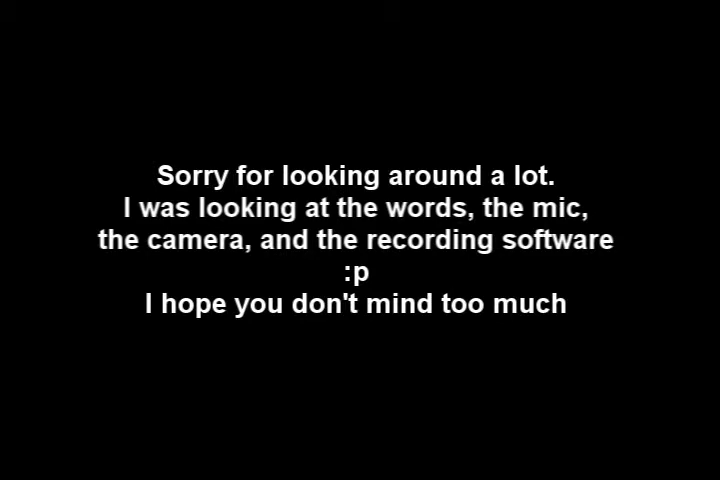 Sorry for looking around a lot.
I was looking at the words, the mic,
the camera, and the recording software
:p
I hope you don't mind too much